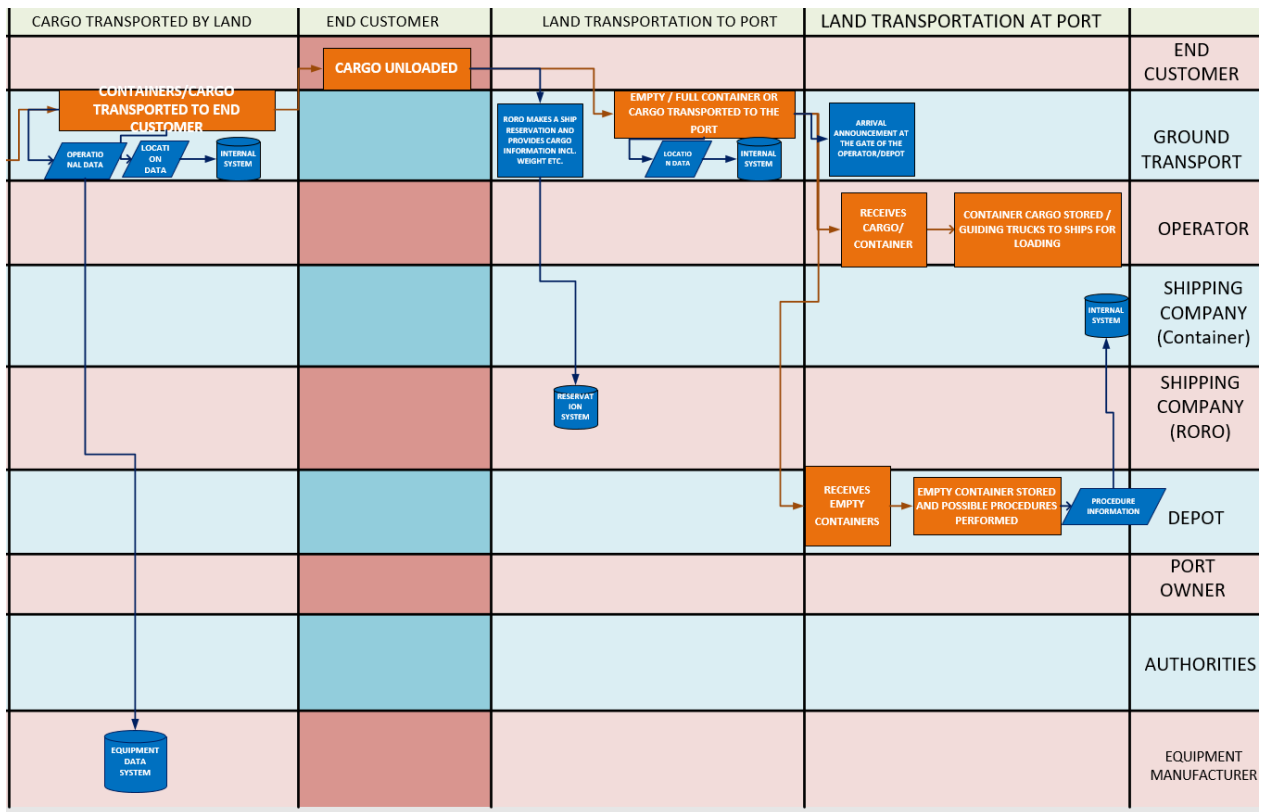 CARGO TRANSPORTED BY LAND
END CUSTOMER
LAND TRANSPORTATION TO PORT
LAND TRANSPORTATION AT PORT
END
CUSTOMER
CARGO UNLOADED
CONTAINERS/CARGO
TRANSPORTED TO END
CUSTOMER
OPERATIO
NAL DATA
LOCATI
ON
DATA
INTERNAL
SYSTEM
RORO MAKES A SHIP
RESERVATION AND
PROVIDES CARGO
INFORMATION INCL.
WEIGHT ETC.
EMPTY / FULL CONTAINER OR
CARGO TRANSPORTED TO THE
PORT
LOCATIO
N DATA
INTERNAL
SYSTEM
ARRIVAL
ANNOUNCEMENT AT
THE GATE OF THE
OPERATOR/DEPOT
GROUND
TRANSPORT
RECEIVES
CARGO/
CONTAINER
CONTAINER CARGO STORED /
GUIDING TRUCKS TO SHIPS FOR
LOADING
OPERATOR
INTERNAL
SYSTEM
SHIPPING
COMPANY
(Container)
RESERVAT
ION
SYSTEM
SHIPPING
COMPANY
(RORO)
RECEIVES
EMPTY
CONTAINERS
EMPTY CONTAINER STORED
AND POSSIBLE PROCEDURES
PERFORMED
PROCEDURE
INFORMATION
DEPOT
PORT
OWNER
AUTHORITIES
EQUIPMENT
DATA
SYSTEM
EQUIPMENT
MANUFACTURER